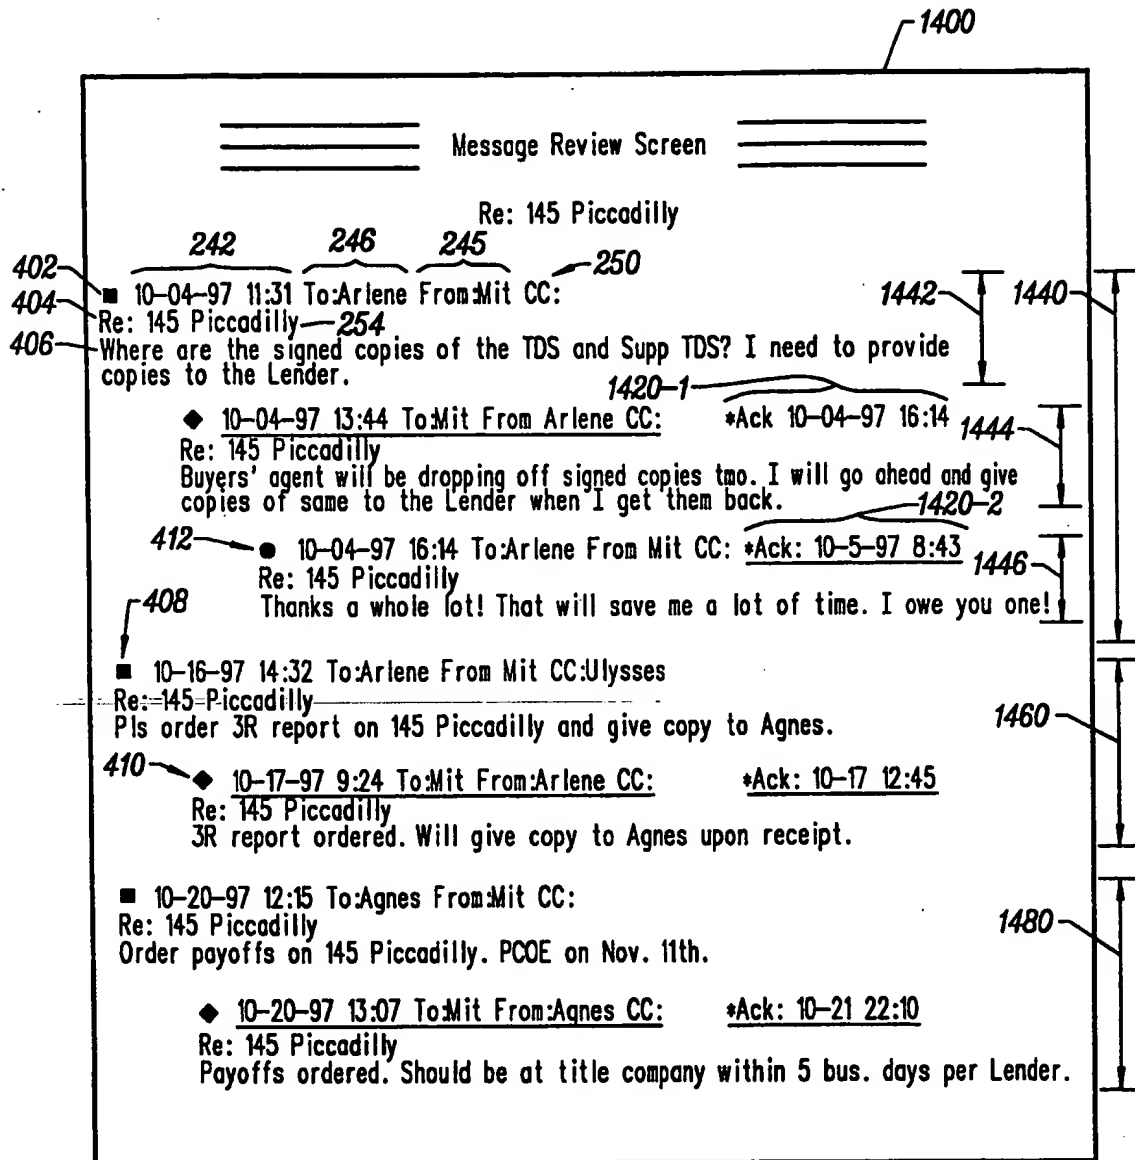 1400
Message Review Screen
Re: 145 Piccadilly
242 246 245
402 250
■ 10-04-97 11:31 To:Arlene From:Mit CC: 1442 1440
404 Re: 145 Piccadilly 254
406 Where are the signed copies of the TDS and Supp TDS? I need to provide
copies to the Lender.
1420-1
◆ 10-04-97 13:44 To:Mit From Arlene CC: *Ack 10-04-97 16:14 1444
Re: 145 Piccadilly
Buyers' agent will be dropping off signed copies tmo. I will go ahead and give
copies of same to the Lender when I get them back. 1420-2
412 ● 10-04-97 16:14 To:Arlene From Mit CC: *Ack: 10-5-97 8:43 1446
Re: 145 Piccadilly
Thanks a whole lot! That will save me a lot of time. I owe you one!
408
■ 10-16-97 14:32 To:Arlene From Mit CC:Ulysses
Re: 145 Piccadilly
Pls order 3R report on 145 Piccadilly and give copy to Agnes. 1460
410 ◆ 10-17-97 9:24 To:Mit From:Arlene CC: *Ack: 10-17 12:45
Re: 145 Piccadilly
3R report ordered. Will give copy to Agnes upon receipt.
■ 10-20-97 12:15 To:Agnes From:Mit CC:
Re: 145 Piccadilly 1480
Order payoffs on 145 Piccadilly. PCOE on Nov. 11th.
◆ 10-20-97 13:07 To:Mit From:Agnes CC: *Ack: 10-21 22:10
Re: 145 Piccadilly
Payoffs ordered. Should be at title company within 5 bus. days per Lender.